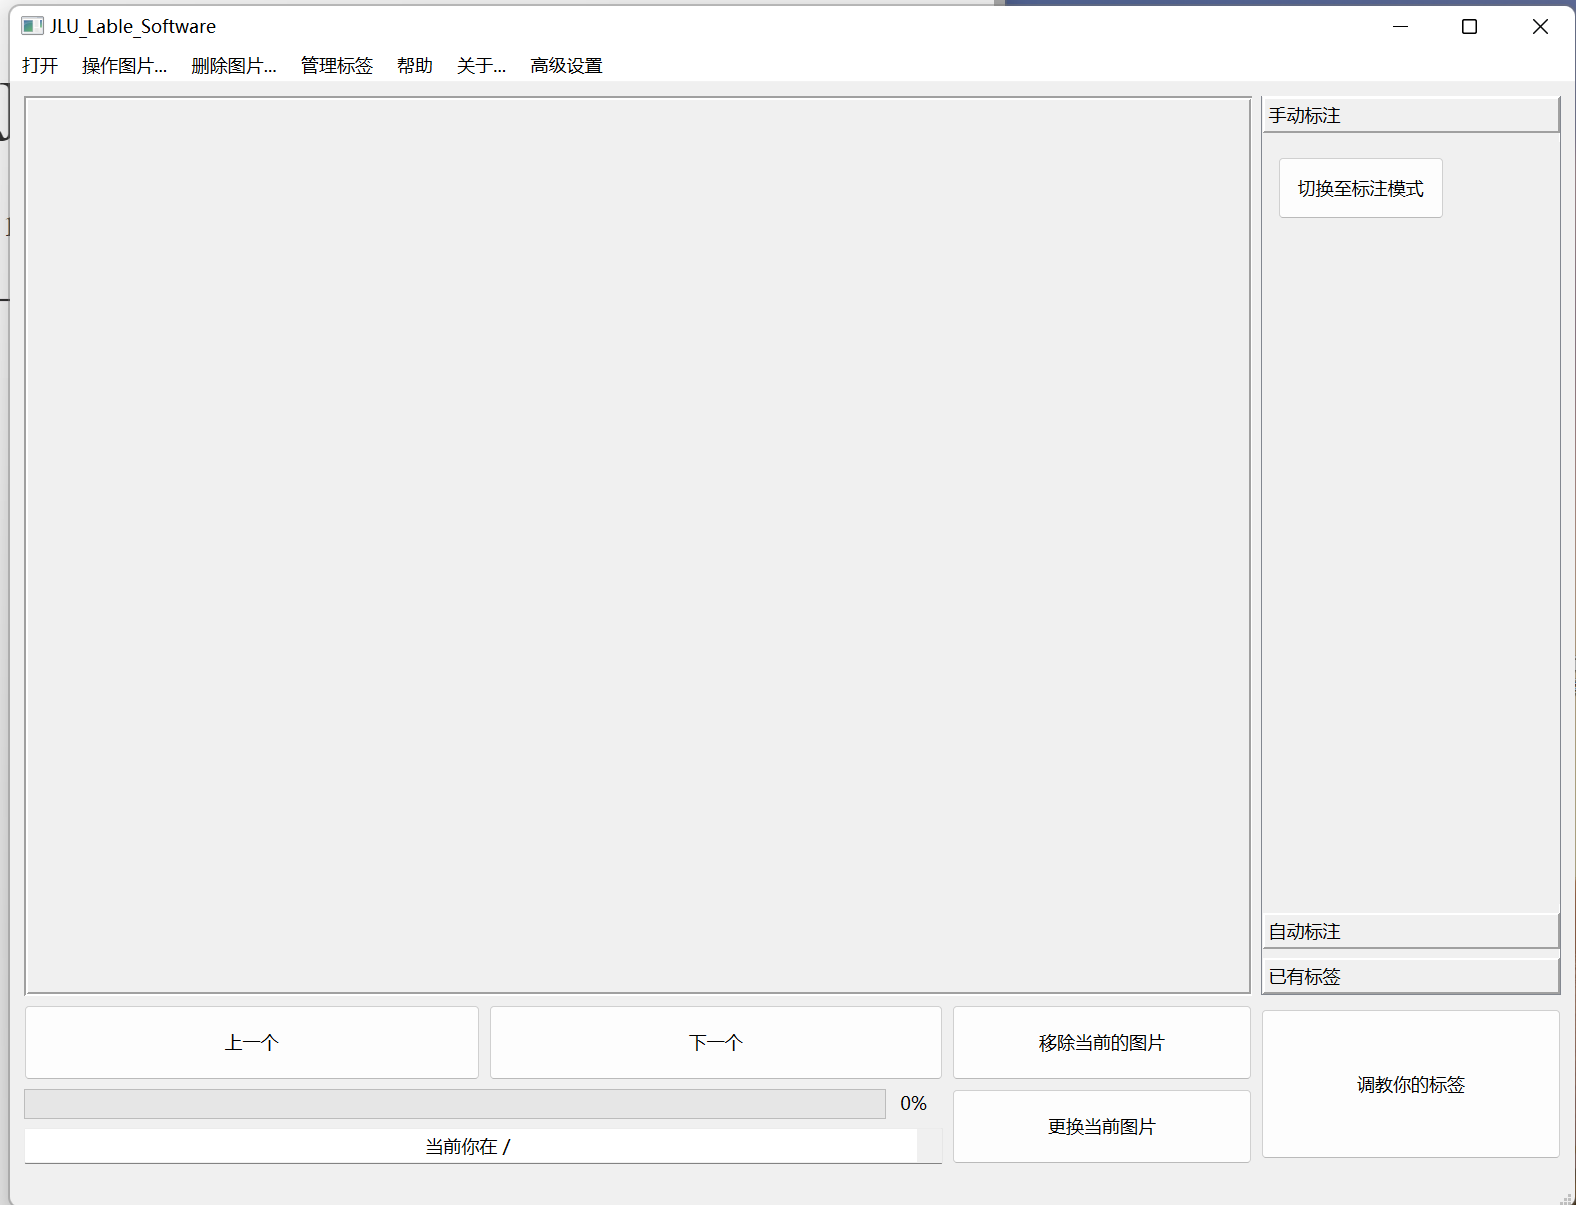 JLU_Lable_Software
打开 操作图片... 删除图片... 管理标签 帮助 关于... 高级设置
手动标注
切换至标注模式
自动标注
已有标签
上一个 下一个 移除当前的图片
调教你的标签
0%
更换当前图片
当前你在 /